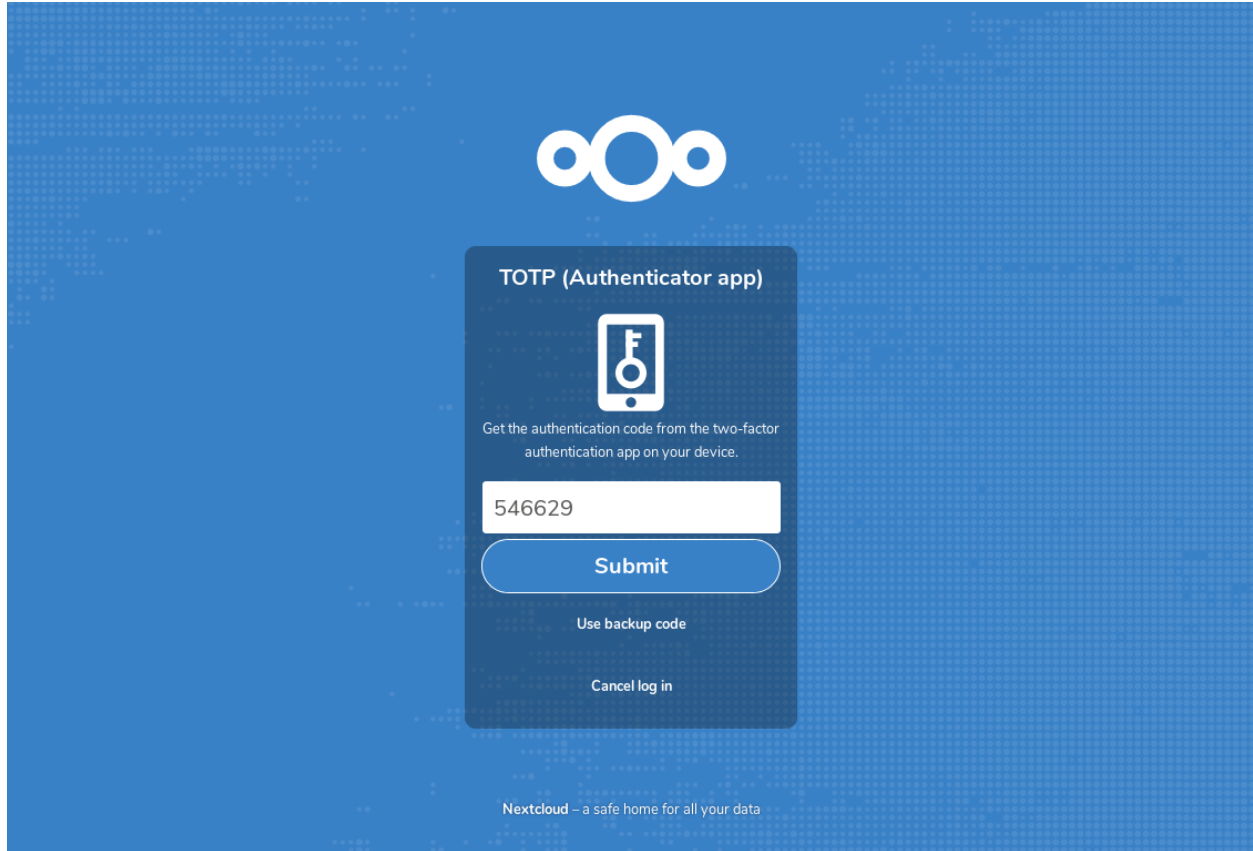 TOTP (Authenticator app)
Get the authentication code from the two-factor
authentication app on your device.
546629
Submit
Use backup code
Cancel log in
Nextcloud – a safe home for all your data